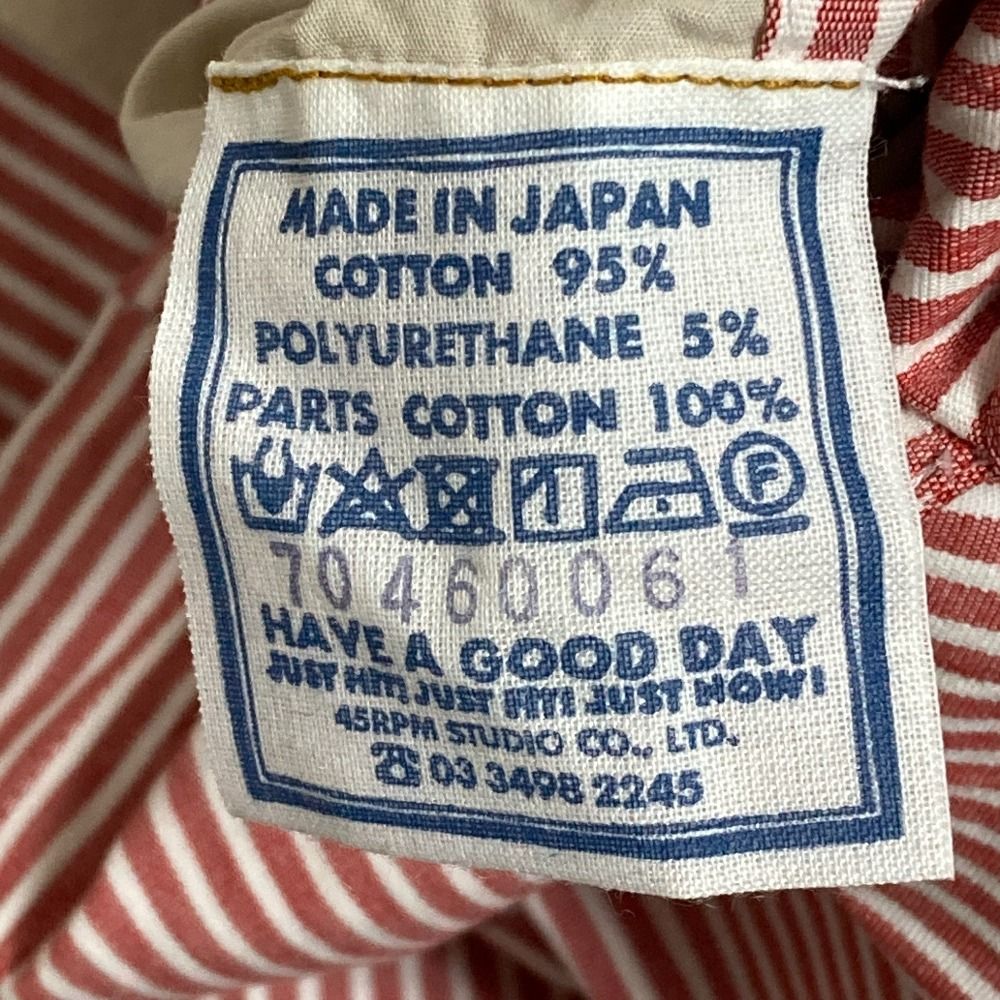 MADE IN JAPAN
COTTON 95%
POLYURETHANE 5%
PARTS COTTON 100%
F
70460061
HAVE A GOOD DAY
JUST HIT! JUST FIT! JUST NOW!
45RPM STUDIO CO., LTD.
☎ 03 3498 2245